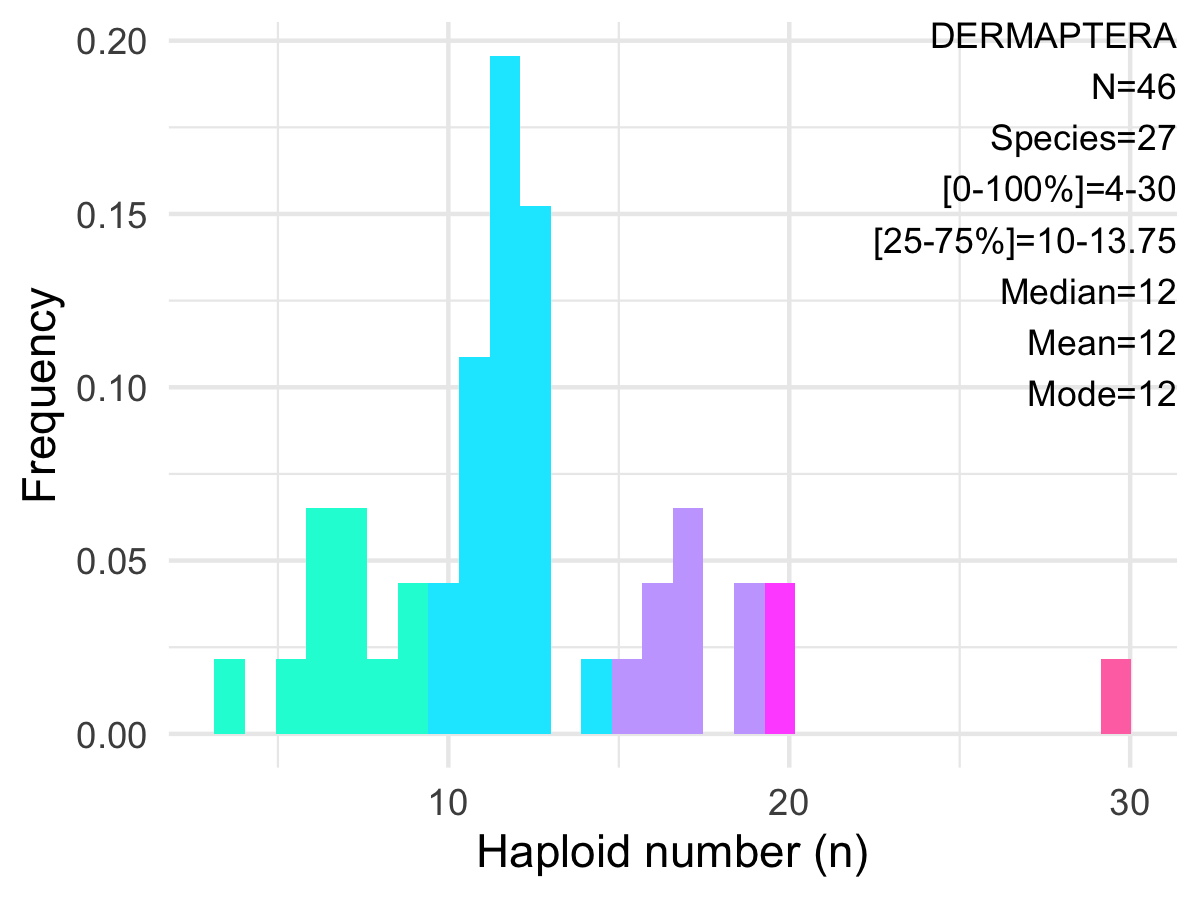 DERMAPTERA
N=46
Species=27
[0-100%]=4-30
[25-75%]=10-13.75
Median=12
Mean=12
Mode=12
0.20
0.15
0.10
0.05
0.00
Frequency
10 20 30
Haploid number (n)